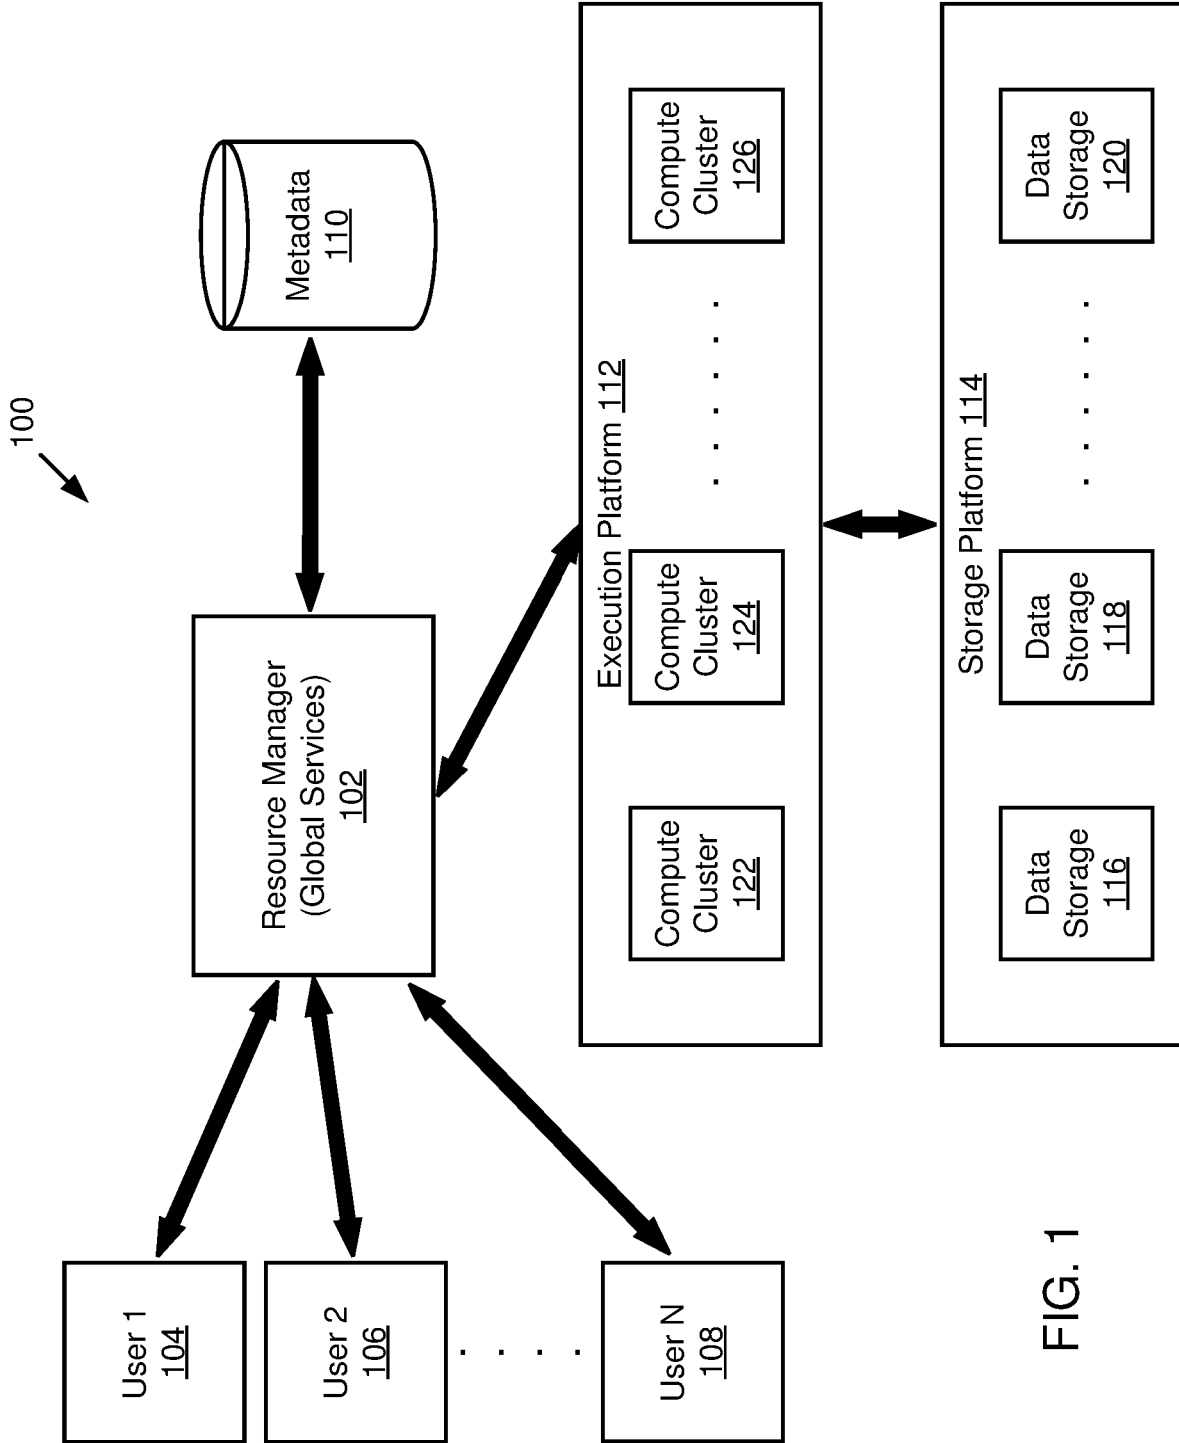 100
User 1
104
User 2
106
. . . .
User N
108
Resource Manager
(Global Services)
102
Metadata
110
Execution Platform 112
Compute
Cluster
122
Compute
Cluster
124
. . . . . .
Compute
Cluster
126
Storage Platform 114
Data
Storage
116
Data
Storage
118
. . . . . .
Data
Storage
120
FIG. 1